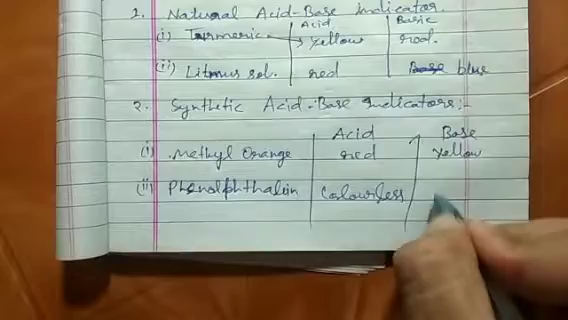 1. Natural Acid-Base indicator.
Acid Basic
(i) Turmeric → yellow red.
(ii) Litmus sol. red blue
2. Synthetic Acid-Base Indicators:-
Acid Base
(i) Methyl Orange red yellow
(ii) Phenolphthalein Colourless